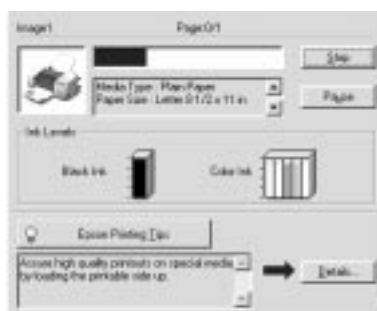 Image1 Page:0/1
Stop
Media Type : Plain Paper
Paper Size : Letter 8 1/2 x 11 in
Pause
Ink Levels
Black Ink Color Ink
Epson Printing Tips
Assure high quality printouts on special media
by loading the printable side up.
Details...